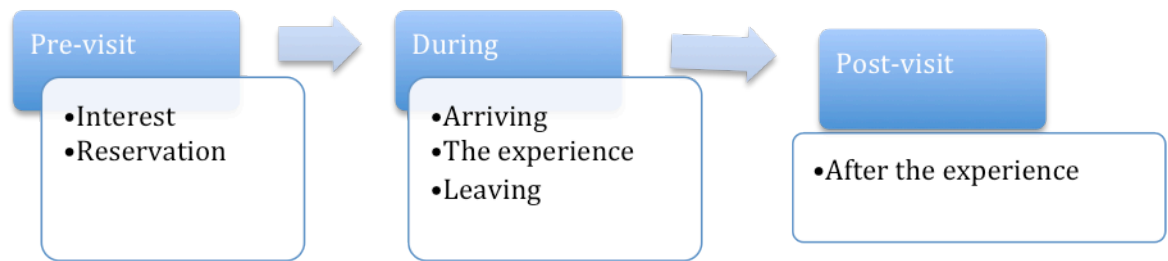 Pre-visit
•Interest
•Reservation
During
•Arriving
•The experience
•Leaving
Post-visit
•After the experience